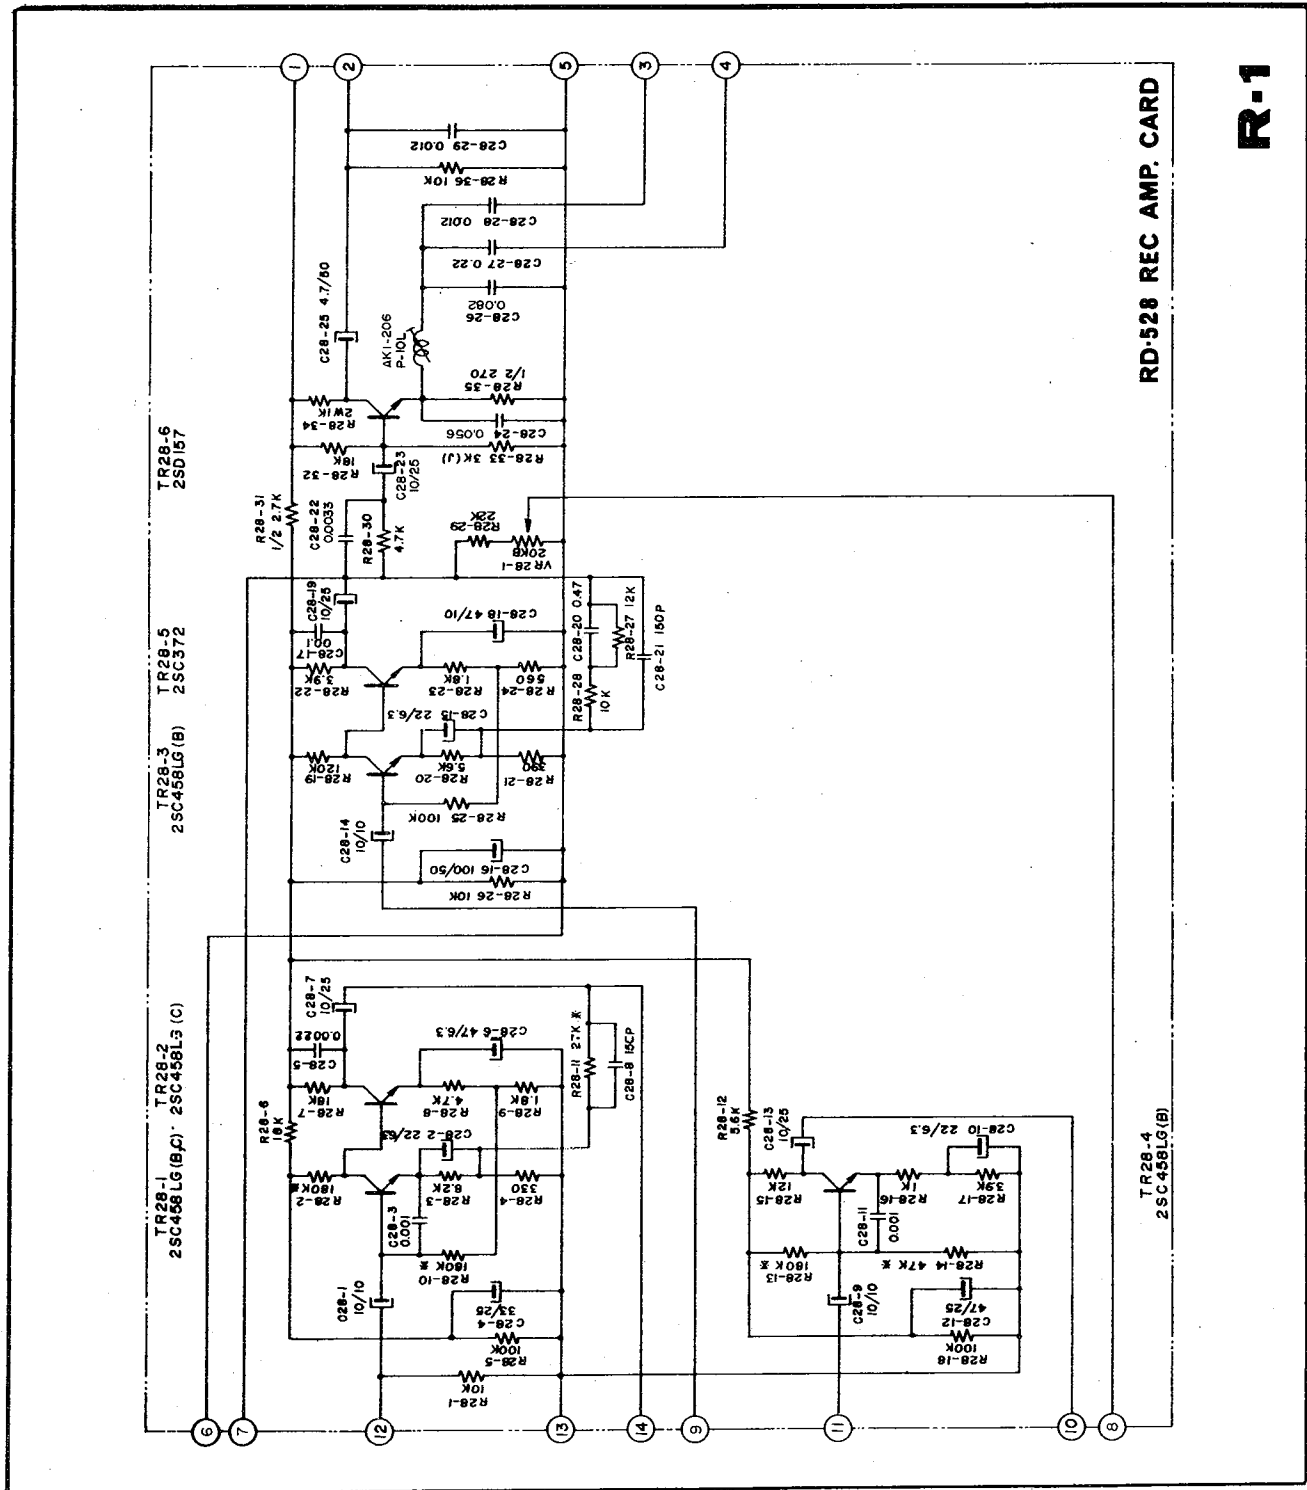 R-1
RD-528 REC AMP. CARD
TR28-1
2SC458LG(B,C)
TR28-2
2SC458LG(C)
TR28-3
2SC458LG(B)
TR28-5
2SC372
TR28-6
2SD157
TR28-4
2SC458LG(B)
1
2
5
3
4
6
7
12
13
14
9
11
10
8
C28-29 0.012
R28-36 10K
C28-28 0.012
C28-27 0.22
C28-26
0.082
C28-25 4.7/50
AK1-206
P-10L
R28-35
1/2 270
R28-34
2W1K
C28-24
0.056
R28-33 3K(J)
R28-32
18K
C28-23
10/25
R28-31
1/2 2.7K
C28-22
0.0033
R28-30
4.7K
R28-29
22K
VR28-1
20KB
C28-19
10/25
C28-17
R28-22
3.9K
C28-18 47/10
R28-23
1.8K
R28-24
560
C28-20 0.47
R28-27 12K
R28-28
10K
C28-21 150P
C28-15
22/6.3
R28-19
120K
R28-20
5.6K
R28-21
390
R28-25 100K
C28-14
10/10
C28-16 100/50
R28-26 10K
C28-7
10/25
C28-5
0.0022
R28-7
18K
C28-6 47/6.3
R28-8
4.7K
R28-9
1.8K
R28-11 27K *
C28-8
R28-6
18K
C28-2
R28-2
180K*
R28-3
8.2K
R28-4
330
C28-3
0.001
R28-10
180K *
C28-1
10/10
C28-4
33/25
R28-5
100K
R28-1
10K
R28-12
5.6K
C28-13
10/25
C28-10 22/6.3
R28-15
12K
R28-16
1K
R28-17
3.9K
C28-11
0.001
R28-13
180K *
R28-14 47K *
C28-9
10/10
C28-12
47/25
R28-18
100K